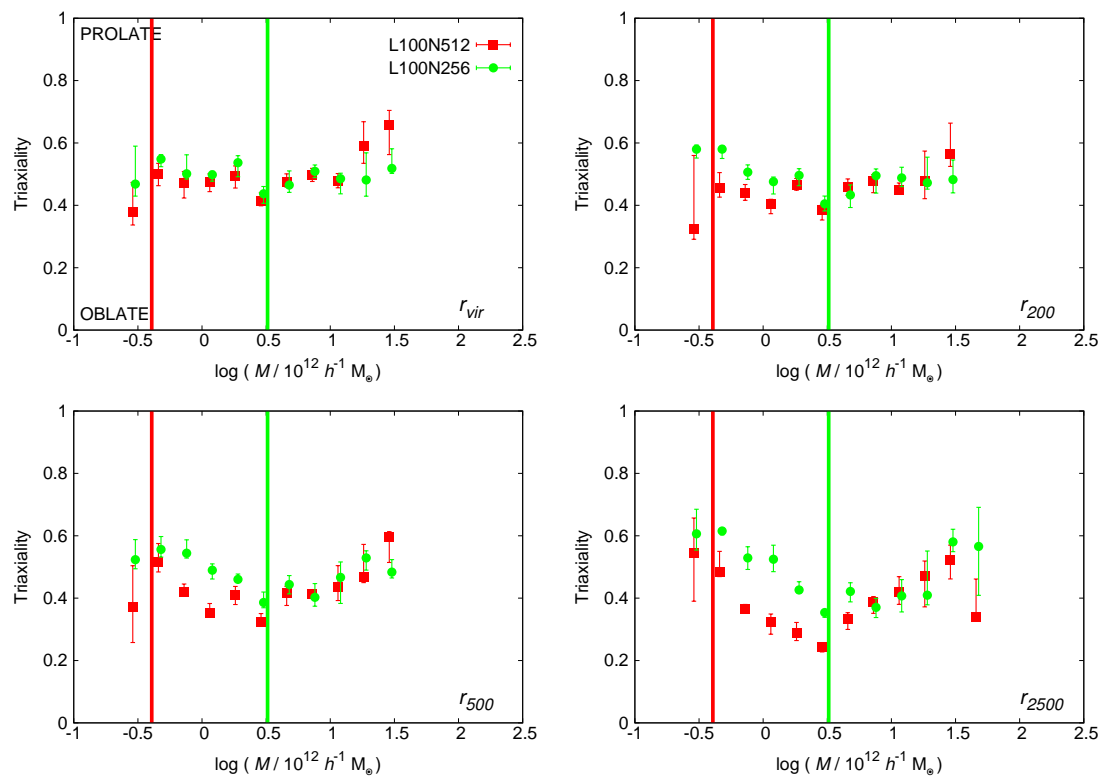 1
0.8
0.6
0.4
0.2
0
Triaxiality
PROLATE
OBLATE
L100N512
L100N256
r_vir
-1 -0.5 0 0.5 1 1.5 2 2.5
log ( M / 10^12 h^-1 M_⊙ )
1
0.8
0.6
0.4
0.2
0
Triaxiality
r_200
-1 -0.5 0 0.5 1 1.5 2 2.5
log ( M / 10^12 h^-1 M_⊙ )
1
0.8
0.6
0.4
0.2
0
Triaxiality
r_500
-1 -0.5 0 0.5 1 1.5 2 2.5
log ( M / 10^12 h^-1 M_⊙ )
1
0.8
0.6
0.4
0.2
0
Triaxiality
r_2500
-1 -0.5 0 0.5 1 1.5 2 2.5
log ( M / 10^12 h^-1 M_⊙ )